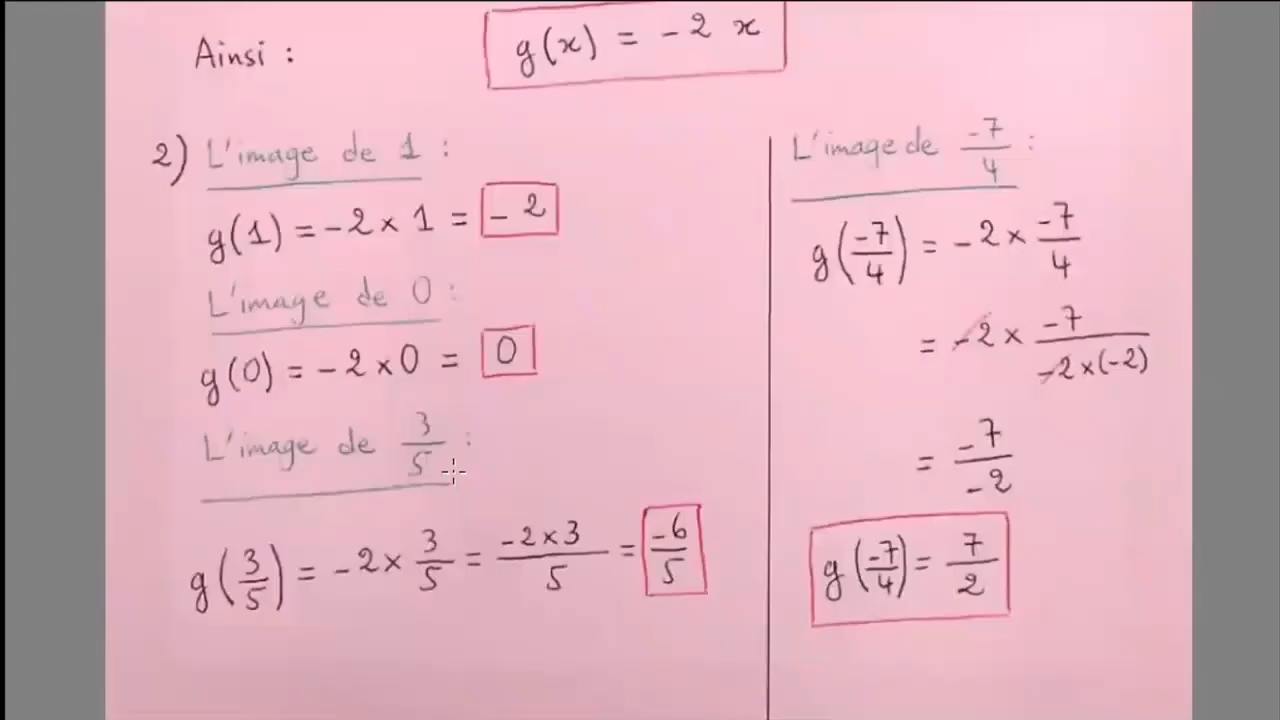 Ainsi : g(x) = -2 x
2) L'image de 1 :
g(1) = -2 × 1 = -2
L'image de 0 :
g(0) = -2 × 0 = 0
L'image de 3/5 :
g(3/5) = -2 × 3/5 = -2×3/5 = -6/5
L'image de -7/4 :
g(-7/4) = -2 × -7/4
= -2 × -7/-2×(-2)
= -7/-2
g(-7/4) = 7/2